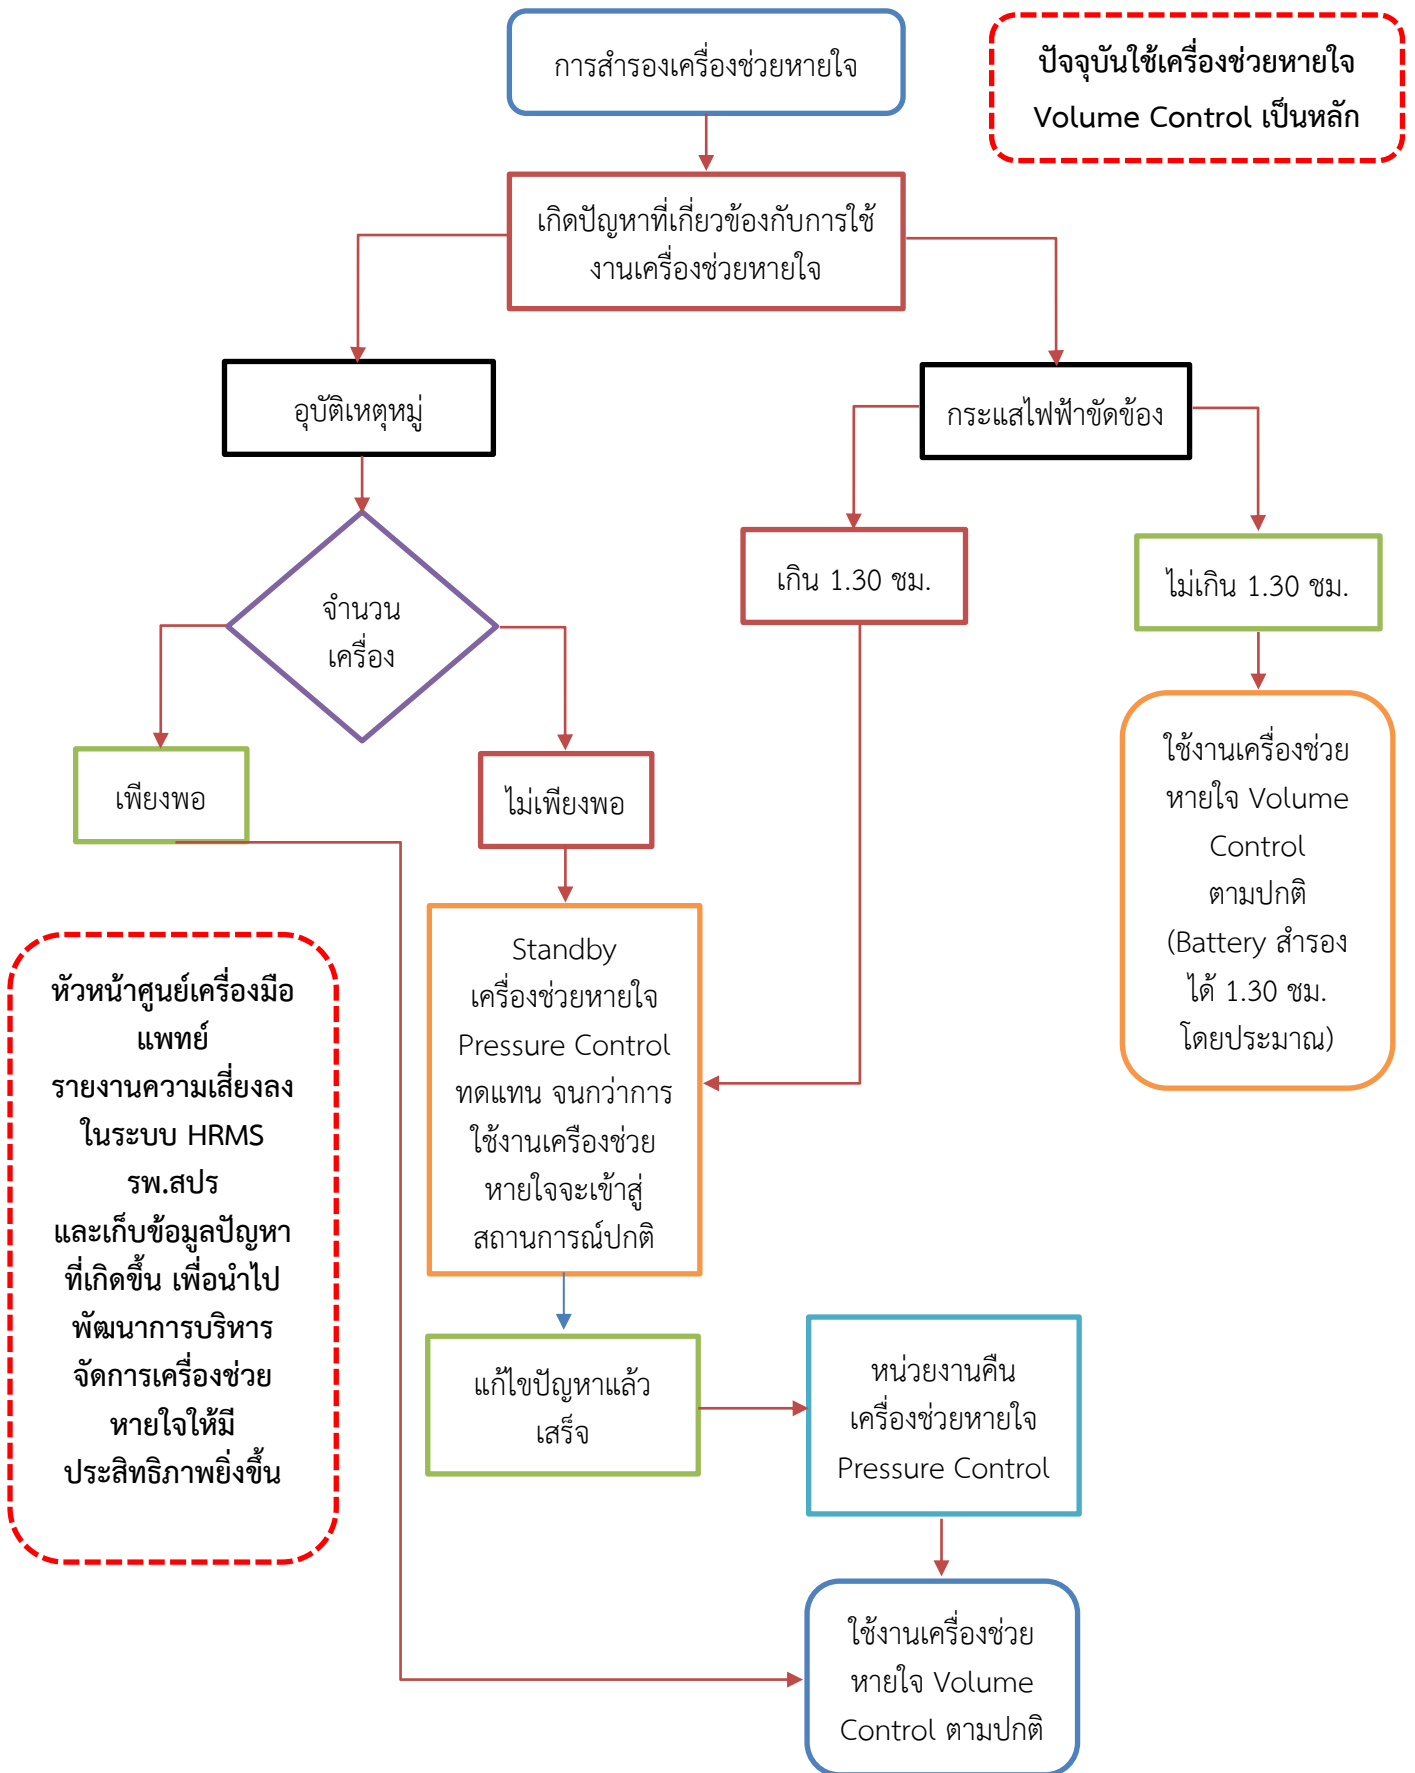 การสำรองเครื่องช่วยหายใจ
ปัจจุบันใช้เครื่องช่วยหายใจ
Volume Control เป็นหลัก
เกิดปัญหาที่เกี่ยวข้องกับการใช้
งานเครื่องช่วยหายใจ
อุบัติเหตุหมู่
กระแสไฟฟ้าขัดข้อง
จำนวน
เครื่อง
เกิน 1.30 ชม.
ไม่เกิน 1.30 ชม.
เพียงพอ
ไม่เพียงพอ
ใช้งานเครื่องช่วย
หายใจ Volume
Control
ตามปกติ
(Battery สำรอง
ได้ 1.30 ชม.
โดยประมาณ)
Standby
เครื่องช่วยหายใจ
Pressure Control
ทดแทน จนกว่าการ
ใช้งานเครืองช่วย
หายใจจะเข้าสู่
สถานการณ์ปกติ
หัวหน้าศูนย์เครื่องมือ
แพทย์
รายงานความเสี่ยงลง
ในระบบ HRMS
รพ.สปร
และเก็บข้อมูลปัญหา
ที่เกิดขึ้น เพื่อนำไป
พัฒนาการบริหาร
จัดการเครื่องช่วย
หายใจให้มี
ประสิทธิภาพยิ่งขึ้น
แก้ไขปัญหาแล้ว
เสร็จ
หน่วยงานคืน
เครื่องช่วยหายใจ
Pressure Control
ใช้งานเครื่องช่วย
หายใจ Volume
Control ตามปกติ